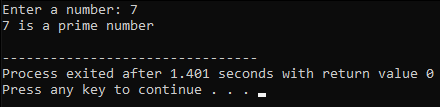 Enter a number: 7
7 is a prime number
--------------------------------
Process exited after 1.401 seconds with return value 0
Press any key to continue . . .